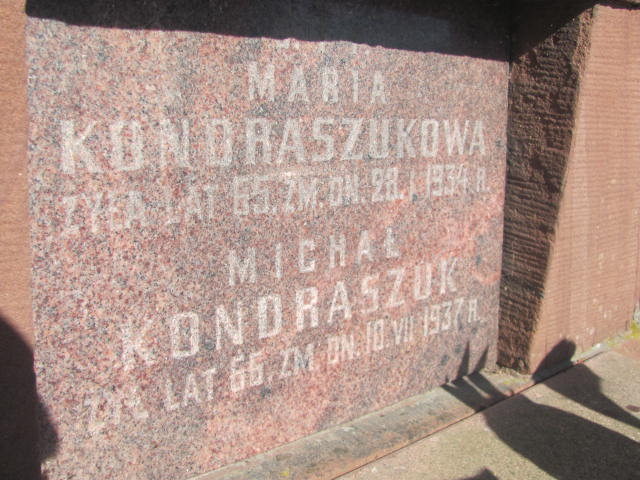 MARIA
KONDRASZUKOWA
ŻYŁA LAT 65, ZM. DN. 28. I 1934 R.
MICHAŁ
KONDRASZUK
ŻYŁ LAT 66, ZM. DN. 10. VII 1937 R.